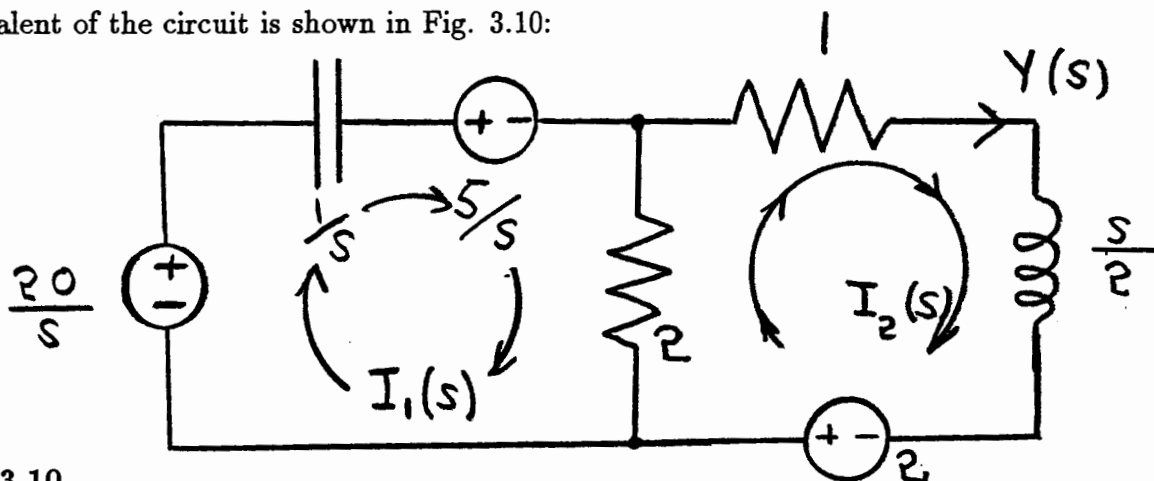 alent of the circuit is shown in Fig. 3.10:
1
Y(s)
1/s
5/s
20/s
I₁(s)
2
I₂(s)
s/2
2
3.10